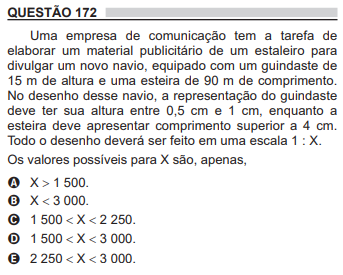 QUESTÃO 172
Uma empresa de comunicação tem a tarefa de
elaborar um material publicitário de um estaleiro para
divulgar um novo navio, equipado com um guindaste de
15 m de altura e uma esteira de 90 m de comprimento.
No desenho desse navio, a representação do guindaste
deve ter sua altura entre 0,5 cm e 1 cm, enquanto a
esteira deve apresentar comprimento superior a 4 cm.
Todo o desenho deverá ser feito em uma escala 1 : X.
Os valores possíveis para X são, apenas,
A X > 1 500.
B X < 3 000.
C 1 500 < X < 2 250.
D 1 500 < X < 3 000.
E 2 250 < X < 3 000.